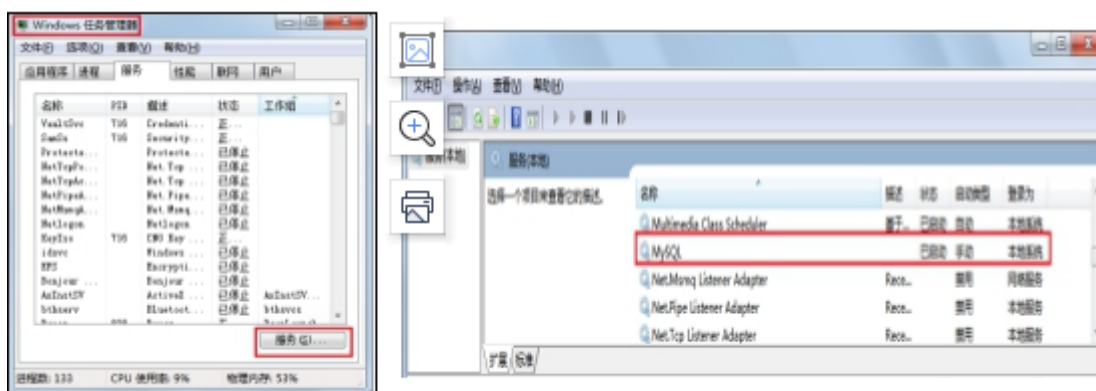 Windows 任务管理器
文件(F) 选项(O) 查看(V) 帮助(H)
应用程序 进程 服务 性能 联网 用户
名称 PID 描述 状态 工作组
VaultSvc 716 Credenti... 正...
SamSs 716 Security... 正...
Protecte... Protecte... 已停止
NetTcpPo... Net.Tcp ... 已停止
NetTcpAc... Net.Tcp ... 已停止
NetPipeA... Net.Pipe... 已停止
NetMsmqA... Net.Msmq... 已停止
Netlogon Netlogon 已停止
KeyIso 716 CNG Key ... 正...
idsvc Windows ... 已停止
EFS Encrypti... 已停止
Bonjour ... Bonjour ... 已停止
AxInstSV ActiveX ... 已停止 AxInstSV...
bthserv Bluetoot... 已停止 bthsvcs
服务(S)...
进程数: 133 CPU 使用率: 9% 物理内存: 53%
文件(F) 操作(A) 查看(V) 帮助(H)
服务(本地) 服务(本地)
选择一个项目来查看它的描述。
名称 描述 状态 启动类型 登录为
Multimedia Class Scheduler 基于... 已启动 自动 本地系统
MySQL 已启动 手动 本地系统
Net.Msmq Listener Adapter Rece... 禁用 网络服务
Net.Pipe Listener Adapter Rece... 禁用 本地服务
Net.Tcp Listener Adapter Rece... 禁用 本地服务
扩展 标准